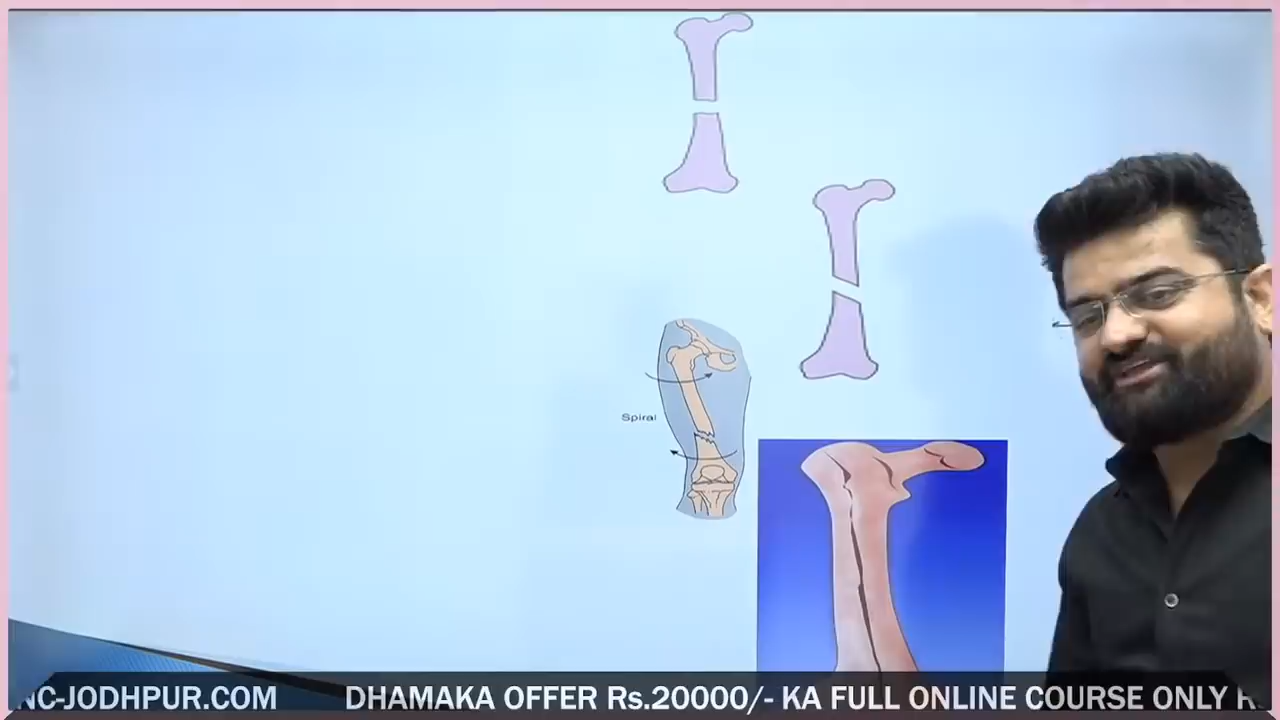 Spiral
NC-JODHPUR.COM DHAMAKA OFFER Rs.20000/- KA FULL ONLINE COURSE ONLY